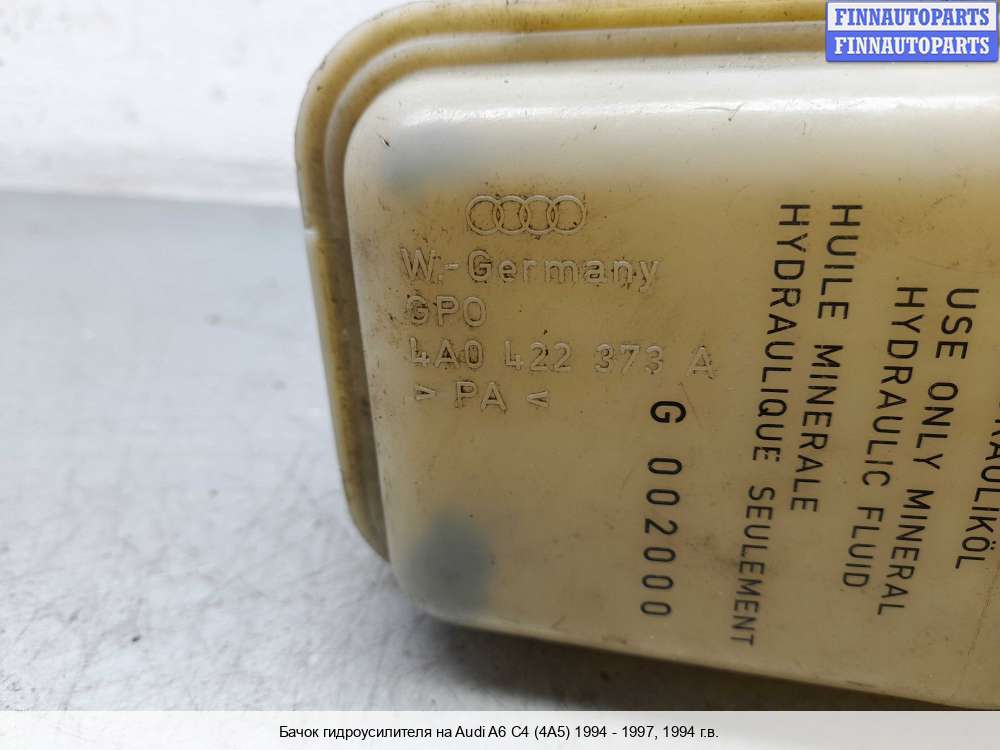 FINNAUTOPARTS
FINNAUTOPARTS
W.-Germany
GPO
4A0 422 373 A
> PA <
G 002000
HUILE MINERALE
HYDRAULIQUE SEULEMENT
USE ONLY MINERAL
HYDRAULIC FLUID
Бачок гидроусилителя на Audi A6 C4 (4A5) 1994 - 1997, 1994 г.в.